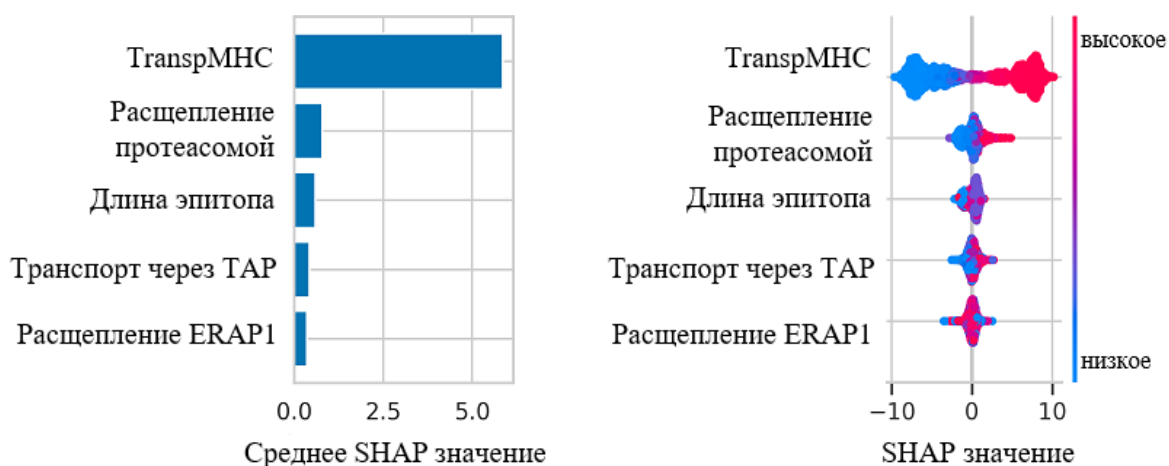 TranspMHC
Расщепление
протеасомой
Длина эпитопа
Транспорт через TAP
Расщепление ERAP1
0.0 2.5 5.0
Среднее SHAP значение
TranspMHC
Расщепление
протеасомой
Длина эпитопа
Транспорт через TAP
Расщепление ERAP1
−10 0 10
SHAP значение
высокое
низкое